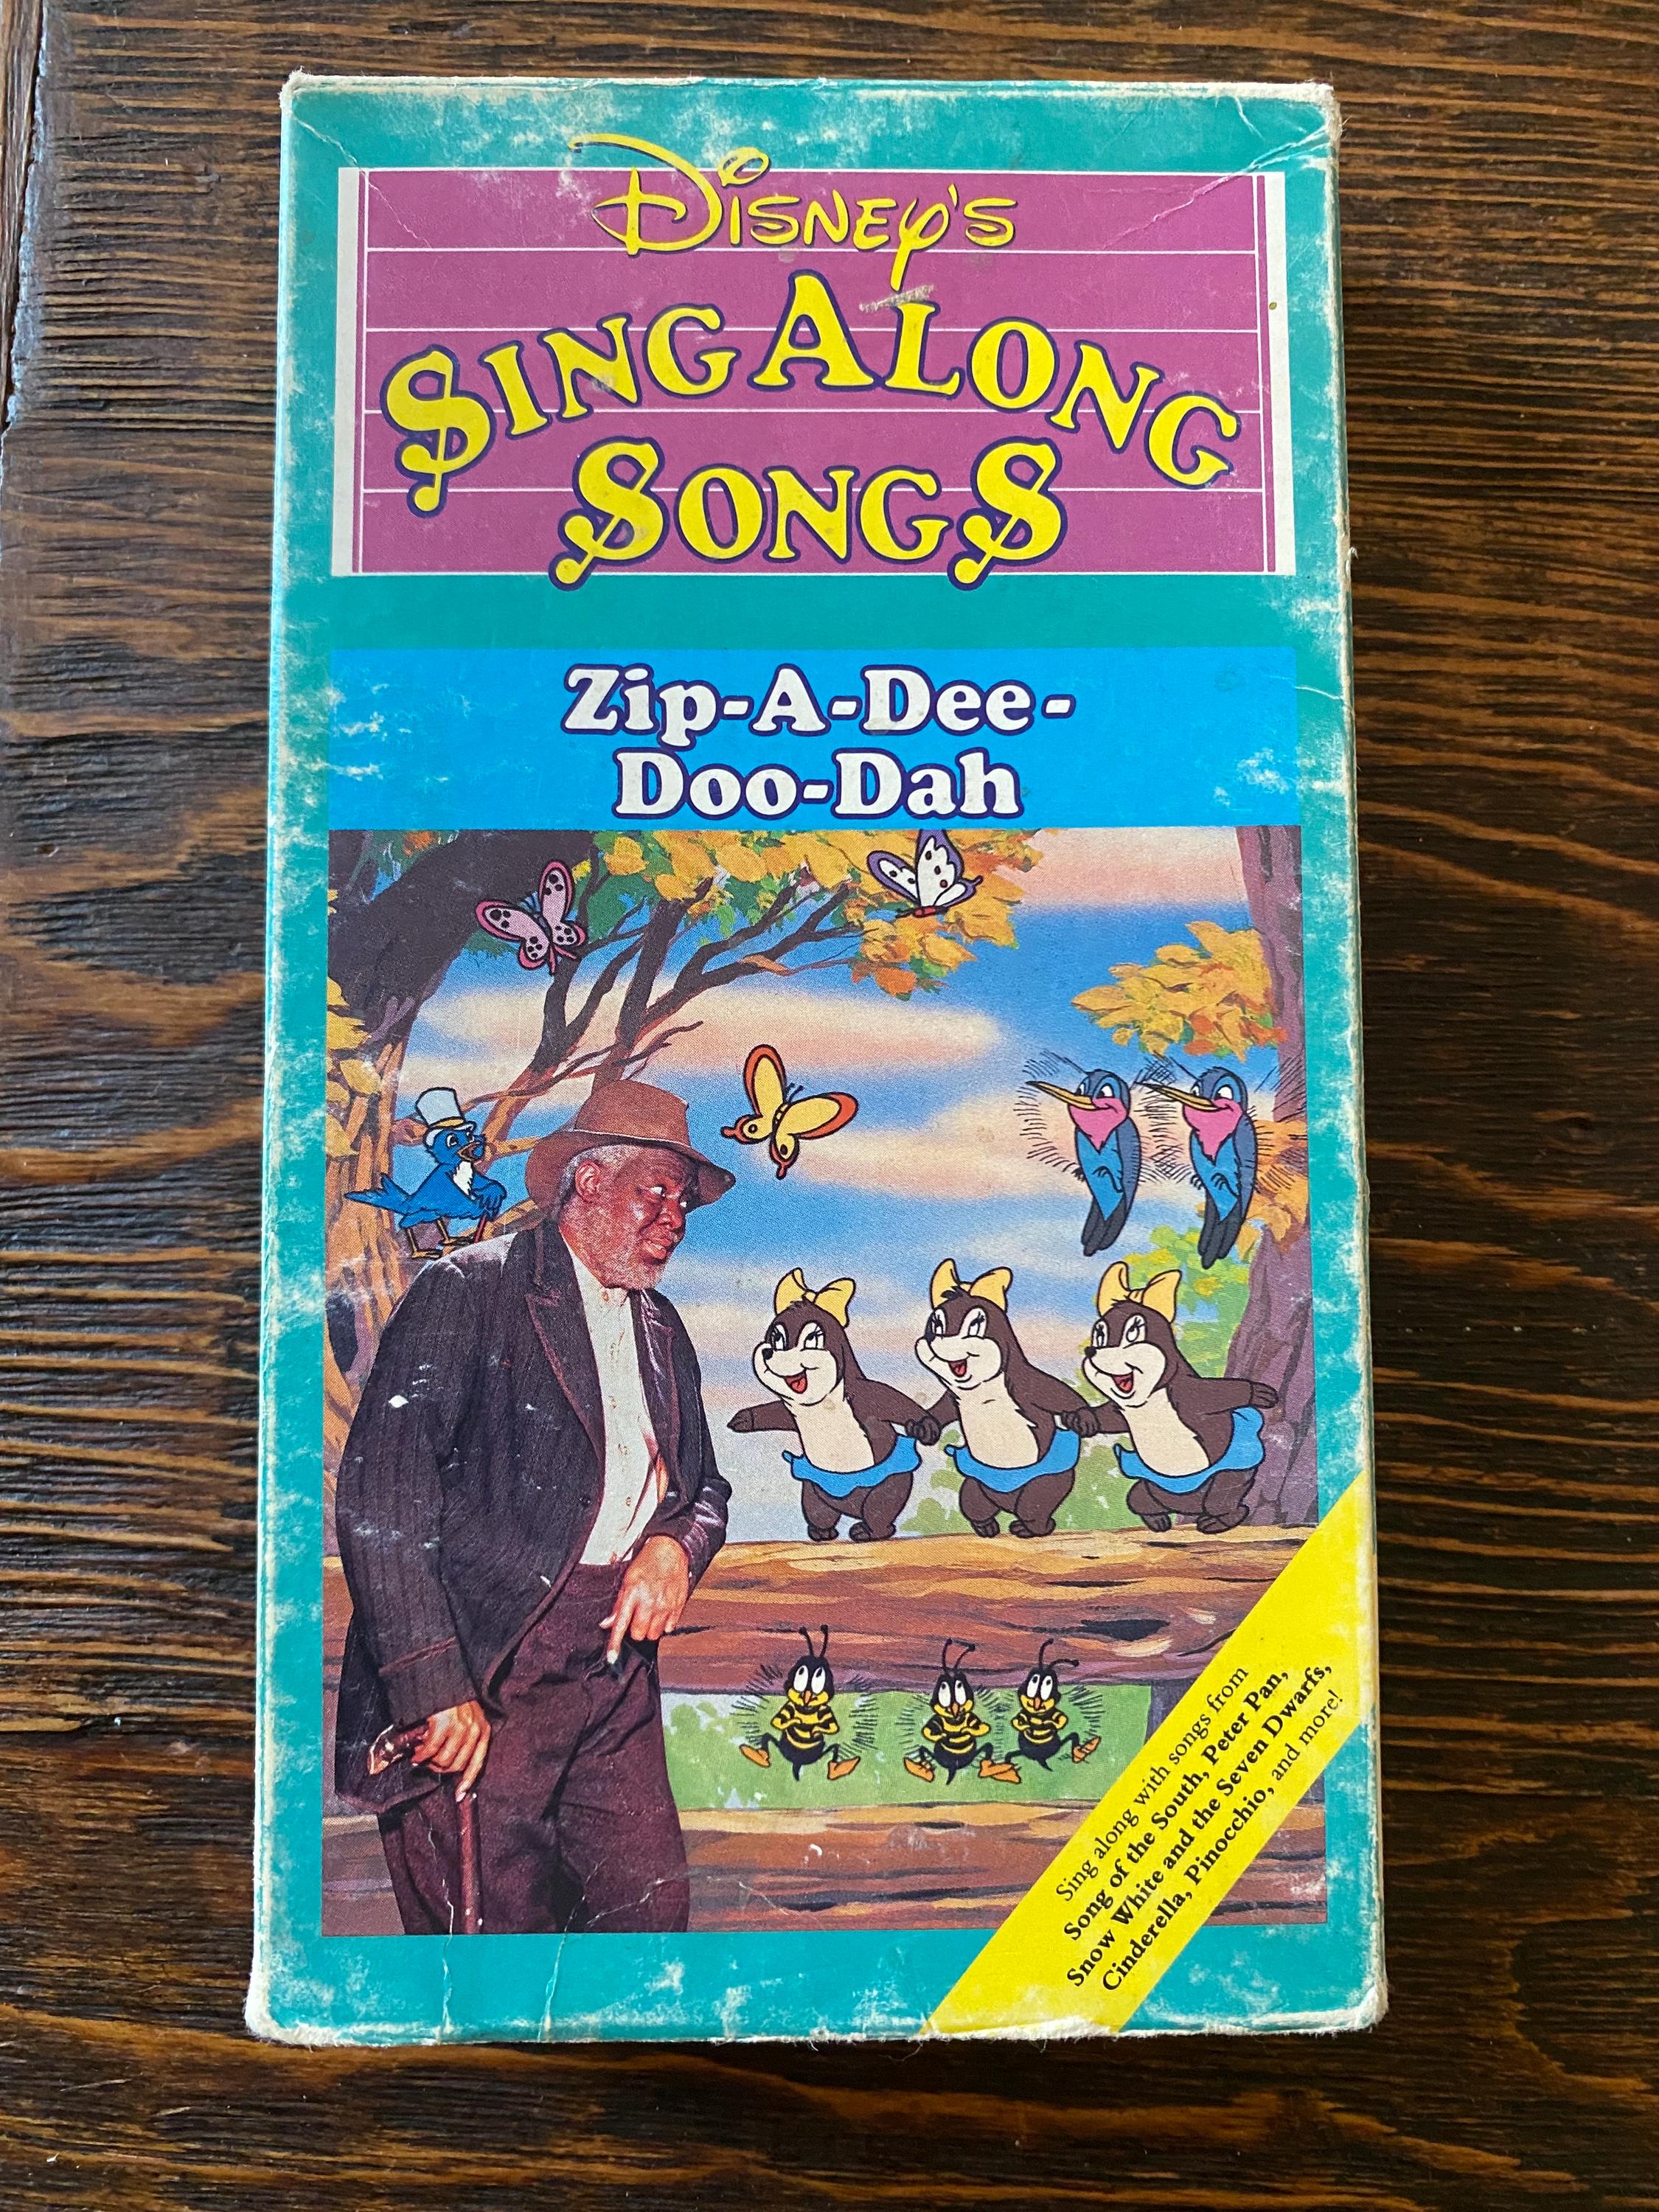 Disney's
Sing Along
Songs
Zip-A-Dee-
Doo-Dah
Sing along with songs from
Song of the South, Peter Pan,
Snow White and the Seven Dwarfs,
Cinderella, Pinocchio, and more!